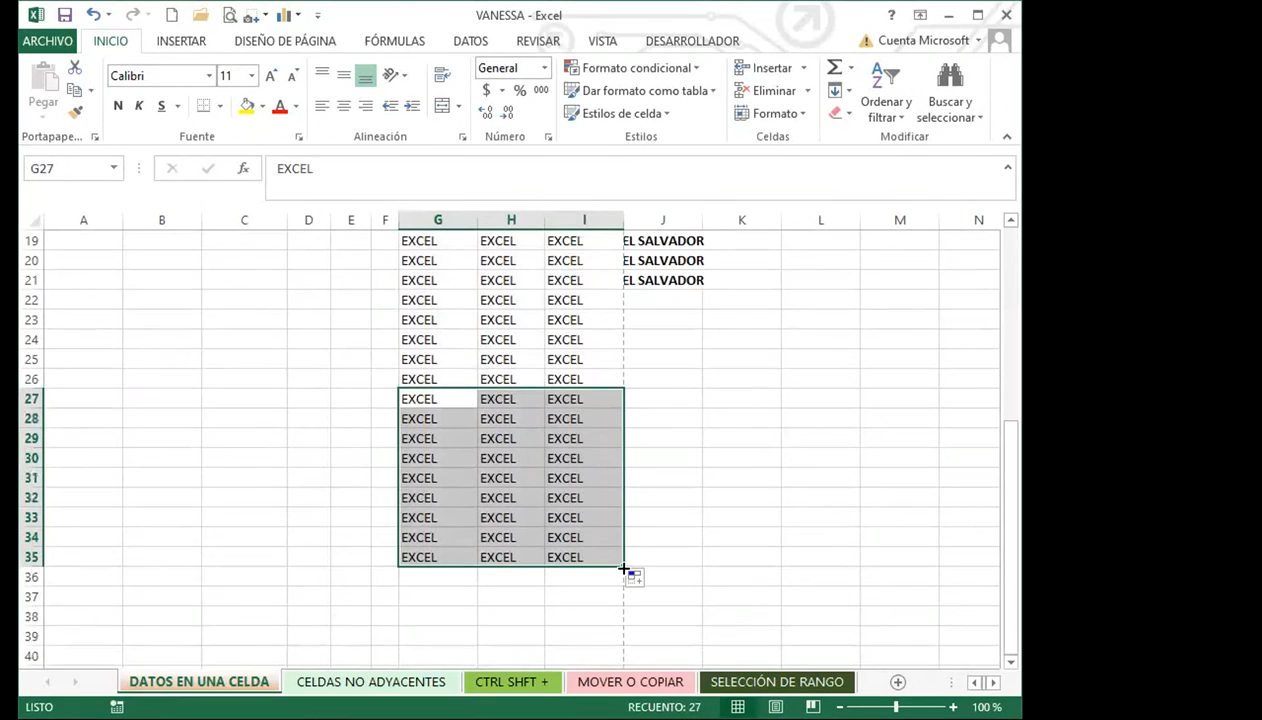 VANESSA - Excel
?
ARCHIVO INICIO INSERTAR DISEÑO DE PÁGINA FÓRMULAS DATOS REVISAR VISTA DESARROLLADOR Cuenta Microsoft
Pegar
Portapape...
Calibri 11
N K S
Fuente
Alineación
General
$ % 000
Número
Formato condicional
Dar formato como tabla
Estilos de celda
Estilos
Insertar
Eliminar
Formato
Celdas
Ordenar y filtrar
Buscar y seleccionar
Modificar
G27 fx EXCEL
A B C D E F G H I J K L M N
19 EXCEL EXCEL EXCEL EL SALVADOR
20 EXCEL EXCEL EXCEL EL SALVADOR
21 EXCEL EXCEL EXCEL EL SALVADOR
22 EXCEL EXCEL EXCEL
23 EXCEL EXCEL EXCEL
24 EXCEL EXCEL EXCEL
25 EXCEL EXCEL EXCEL
26 EXCEL EXCEL EXCEL
27 EXCEL EXCEL EXCEL
28 EXCEL EXCEL EXCEL
29 EXCEL EXCEL EXCEL
30 EXCEL EXCEL EXCEL
31 EXCEL EXCEL EXCEL
32 EXCEL EXCEL EXCEL
33 EXCEL EXCEL EXCEL
34 EXCEL EXCEL EXCEL
35 EXCEL EXCEL EXCEL
36
37
38
39
40
DATOS EN UNA CELDA CELDAS NO ADYACENTES CTRL SHFT + MOVER O COPIAR SELECCIÓN DE RANGO
LISTO RECUENTO: 27 100 %